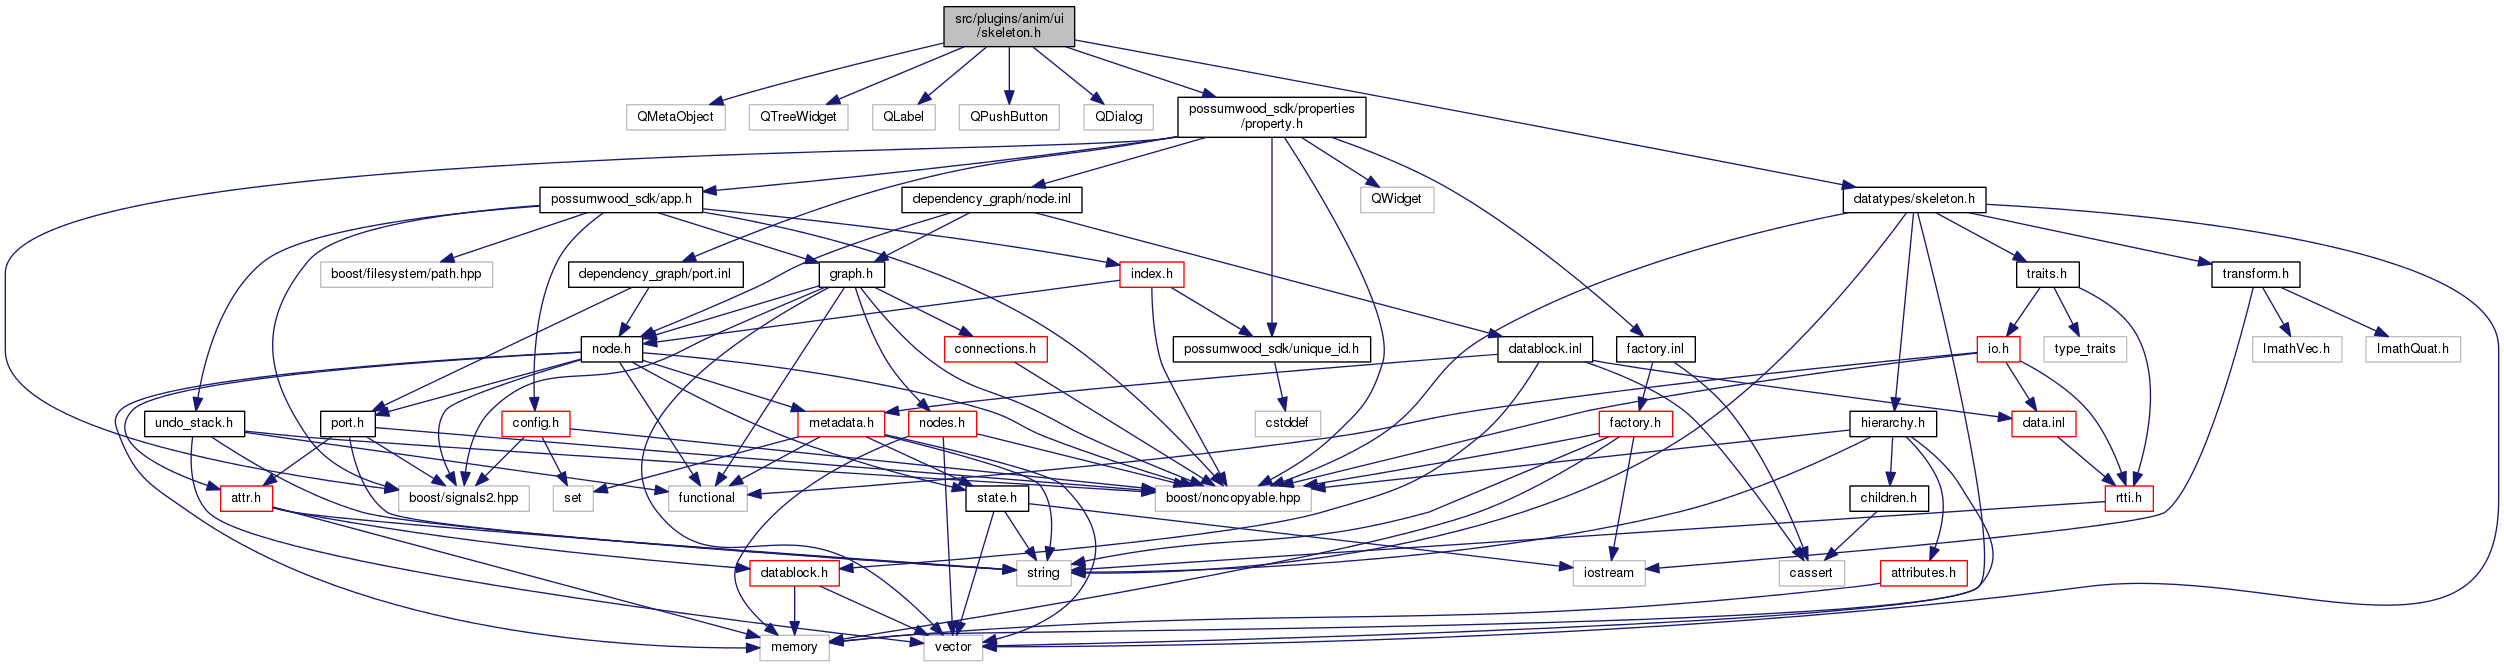 src/plugins/anim/ui
/skeleton.h
QMetaObject
QTreeWidget
QLabel
QPushButton
QDialog
possumwood_sdk/properties
/property.h
possumwood_sdk/app.h
dependency_graph/node.inl
QWidget
datatypes/skeleton.h
boost/filesystem/path.hpp
dependency_graph/port.inl
graph.h
index.h
traits.h
transform.h
node.h
connections.h
possumwood_sdk/unique_id.h
datablock.inl
factory.inl
io.h
type_traits
ImathVec.h
ImathQuat.h
undo_stack.h
port.h
config.h
metadata.h
nodes.h
cstddef
factory.h
hierarchy.h
data.inl
attr.h
boost/signals2.hpp
set
functional
state.h
boost/noncopyable.hpp
children.h
rtti.h
datablock.h
string
iostream
cassert
attributes.h
memory
vector